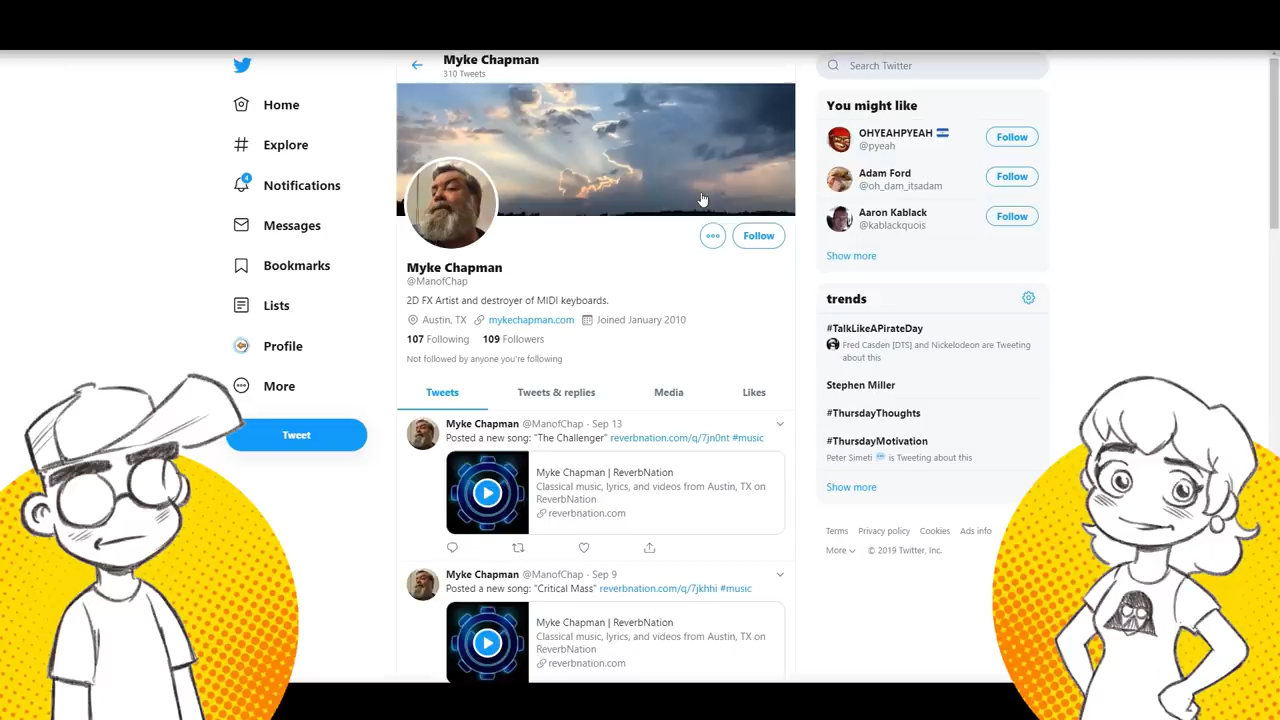 Home
Explore
4
Notifications
Messages
Bookmarks
Lists
Profile
More
Tweet
Myke Chapman
310 Tweets
Follow
Myke Chapman
@ManofChap
2D FX Artist and destroyer of MIDI keyboards.
Austin, TX mykechapman.com Joined January 2010
107 Following 109 Followers
Not followed by anyone you're following
Tweets Tweets & replies Media Likes
Myke Chapman @ManofChap · Sep 13
Posted a new song: "The Challenger" reverbnation.com/q/7jn0nt #music
Myke Chapman | ReverbNation
Classical music, lyrics, and videos from Austin, TX on
ReverbNation
reverbnation.com
Myke Chapman @ManofChap · Sep 9
Posted a new song: "Critical Mass" reverbnation.com/q/7jkhhi #music
Myke Chapman | ReverbNation
Classical music, lyrics, and videos from Austin, TX on
ReverbNation
reverbnation.com
Search Twitter
You might like
OHYEAHPYEAH
@pyeah
Follow
Adam Ford
@oh_dam_itsadam
Follow
Aaron Kablack
@kablackquois
Follow
Show more
trends
#TalkLikeAPirateDay
Fred Casden [DTS] and Nickelodeon are Tweeting
about this
Stephen Miller
#ThursdayThoughts
#ThursdayMotivation
Peter Simeti is Tweeting about this
Show more
Terms Privacy policy Cookies Ads info
More © 2019 Twitter, Inc.